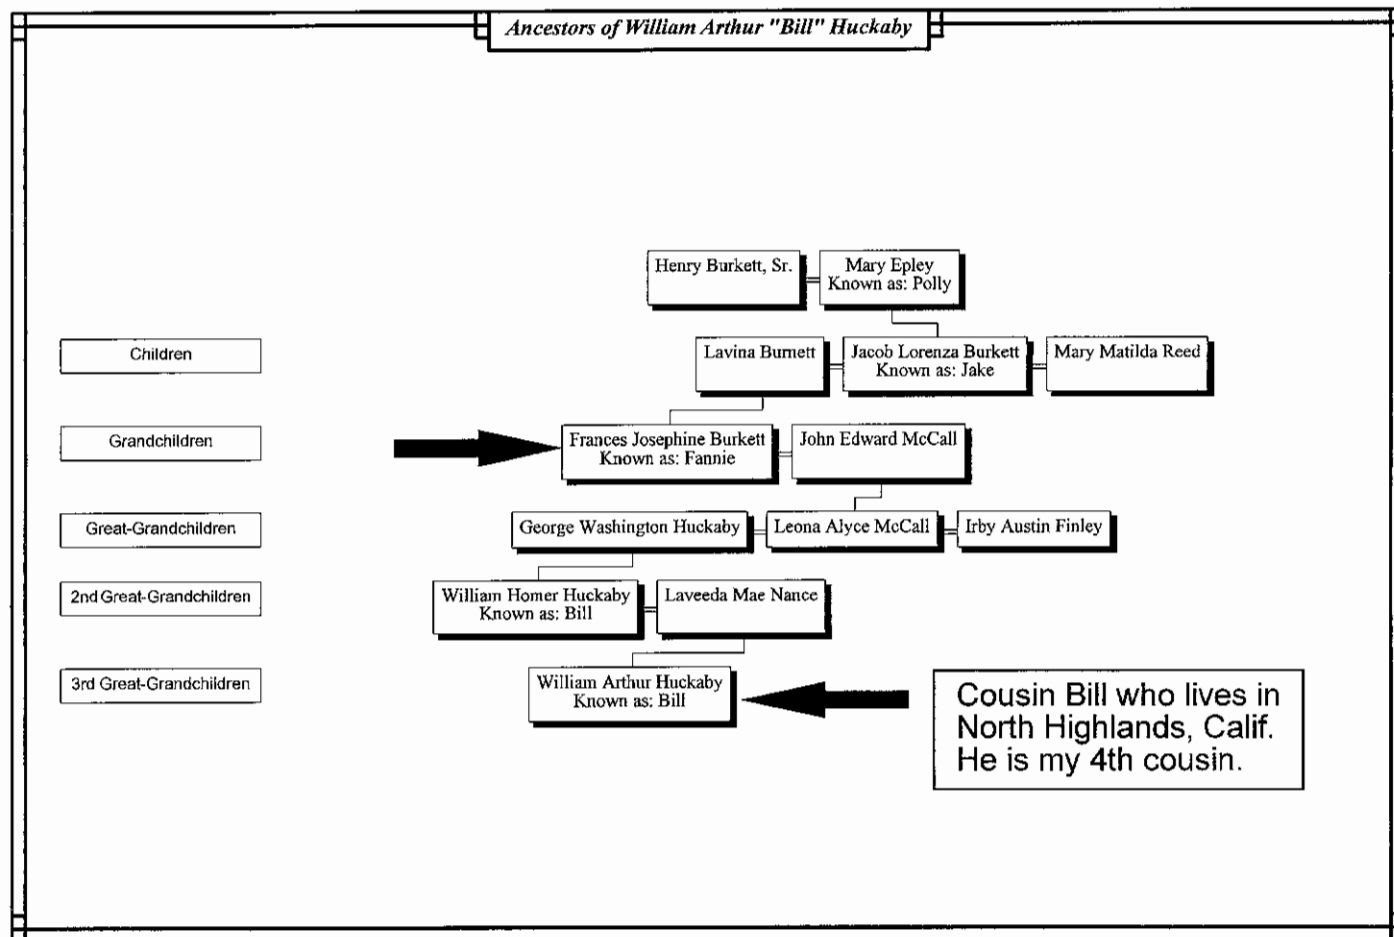 Ancestors of William Arthur "Bill" Huckaby
Henry Burkett, Sr.
Mary Epley
Known as: Polly
Children
Lavina Burnett
Jacob Lorenza Burkett
Known as: Jake
Mary Matilda Reed
Grandchildren
Frances Josephine Burkett
Known as: Fannie
John Edward McCall
Great-Grandchildren
George Washington Huckaby
Leona Alyce McCall
Irby Austin Finley
2nd Great-Grandchildren
William Homer Huckaby
Known as: Bill
Laveeda Mae Nance
3rd Great-Grandchildren
William Arthur Huckaby
Known as: Bill
Cousin Bill who lives in
North Highlands, Calif.
He is my 4th cousin.